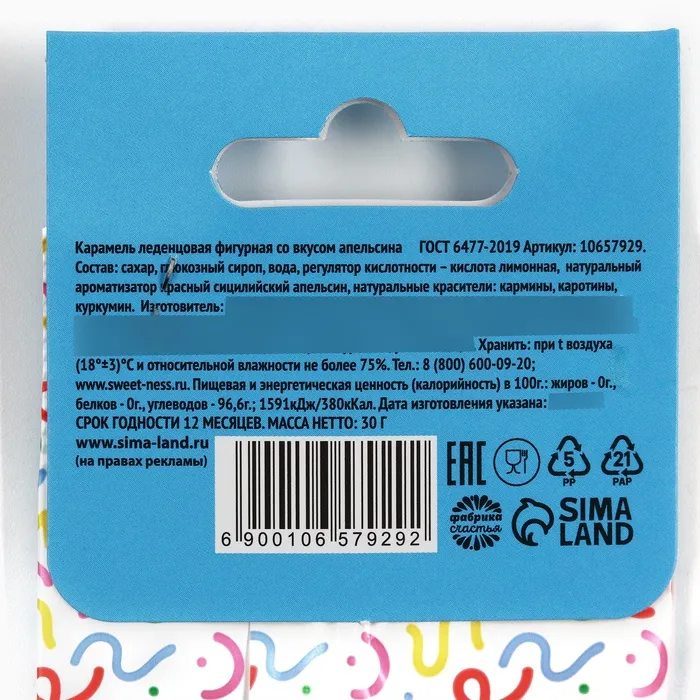 Карамель леденцовая фигурная со вкусом апельсина ГОСТ 6477-2019 Артикул: 10657929.
Состав: сахар, глюкозный сироп, вода, регулятор кислотности – кислота лимонная, натуральный
ароматизатор красный сицилийский апельсин, натуральные красители: кармины, каротины,
куркумин. Изготовитель:
Хранить: при t воздуха
(18°±3)°С и относительной влажности не более 75%. Тел.: 8 (800) 600-09-20;
www.sweet-ness.ru. Пищевая и энергетическая ценность (калорийность) в 100г.: жиров - 0г.,
белков - 0г., углеводов - 96,6г.; 1591кДж/380кКал. Дата изготовления указана:
СРОК ГОДНОСТИ 12 МЕСЯЦЕВ. МАССА НЕТТО: 30 Г
www.sima-land.ru
(на правах рекламы)
6 900106 579292
EAC
5
PP
21
PAP
фабрика
счастья
SIMA
LAND